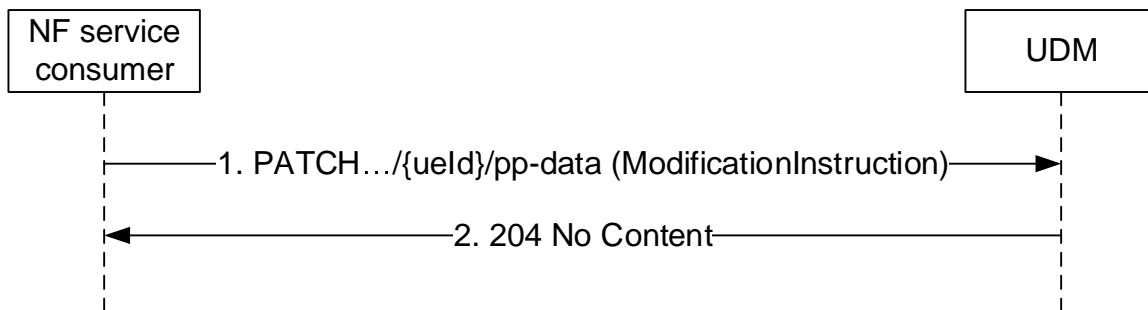 NF service
consumer
UDM
1. PATCH…/{ueId}/pp-data (ModificationInstruction)
2. 204 No Content